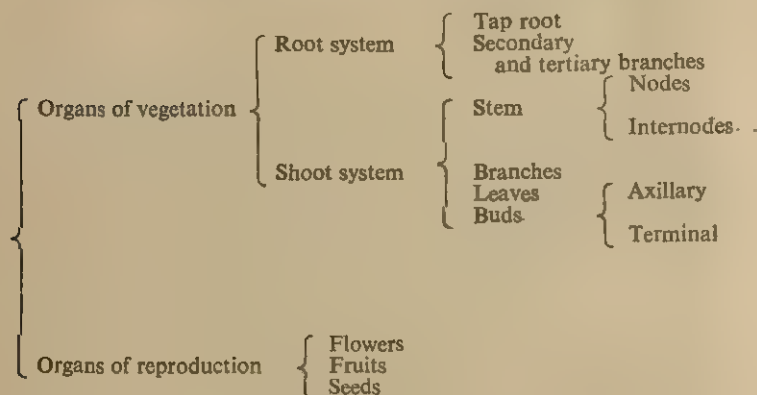 Tap root
Root system
Secondary
and tertiary branches
Nodes
Organs of vegetation
Stem
Internodes.
Shoot system
Branches
Leaves
Axillary
Buds.
Terminal
Flowers
Organs of reproduction
Fruits
Seeds